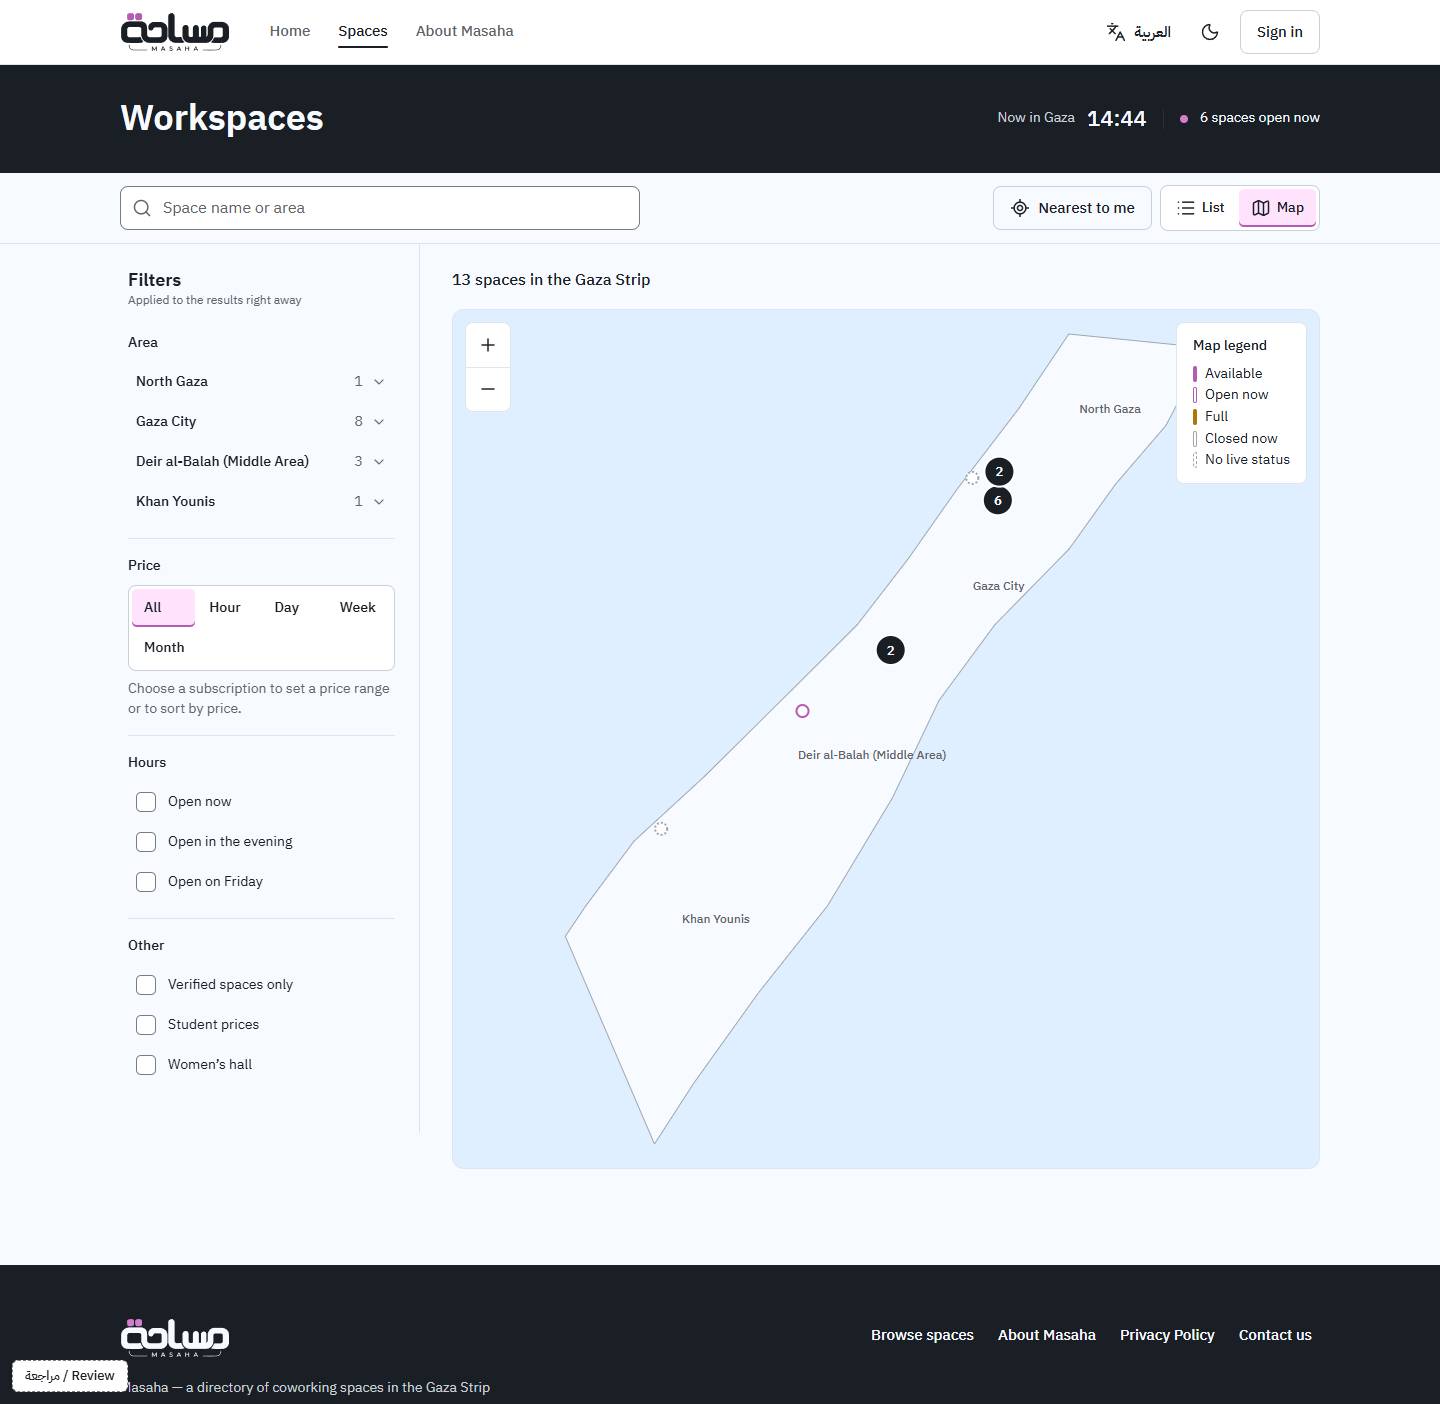 مساحة
MASAHA
Home
Spaces
About Masaha
العربية
Sign in
Workspaces
Now in Gaza 14:44
6 spaces open now
Space name or area
Nearest to me
List
Map
Filters
Applied to the results right away
Area
North Gaza 1
Gaza City 8
Deir al-Balah (Middle Area) 3
Khan Younis 1
Price
All
Hour
Day
Week
Month
Choose a subscription to set a price range
or to sort by price.
Hours
Open now
Open in the evening
Open on Friday
Other
Verified spaces only
Student prices
Women’s hall
13 spaces in the Gaza Strip
+
−
Map legend
Available
Open now
Full
Closed now
No live status
North Gaza
2
6
Gaza City
2
Deir al-Balah (Middle Area)
Khan Younis
مساحة
MASAHA
Browse spaces
About Masaha
Privacy Policy
Contact us
مراجعة / Review
Masaha — a directory of coworking spaces in the Gaza Strip